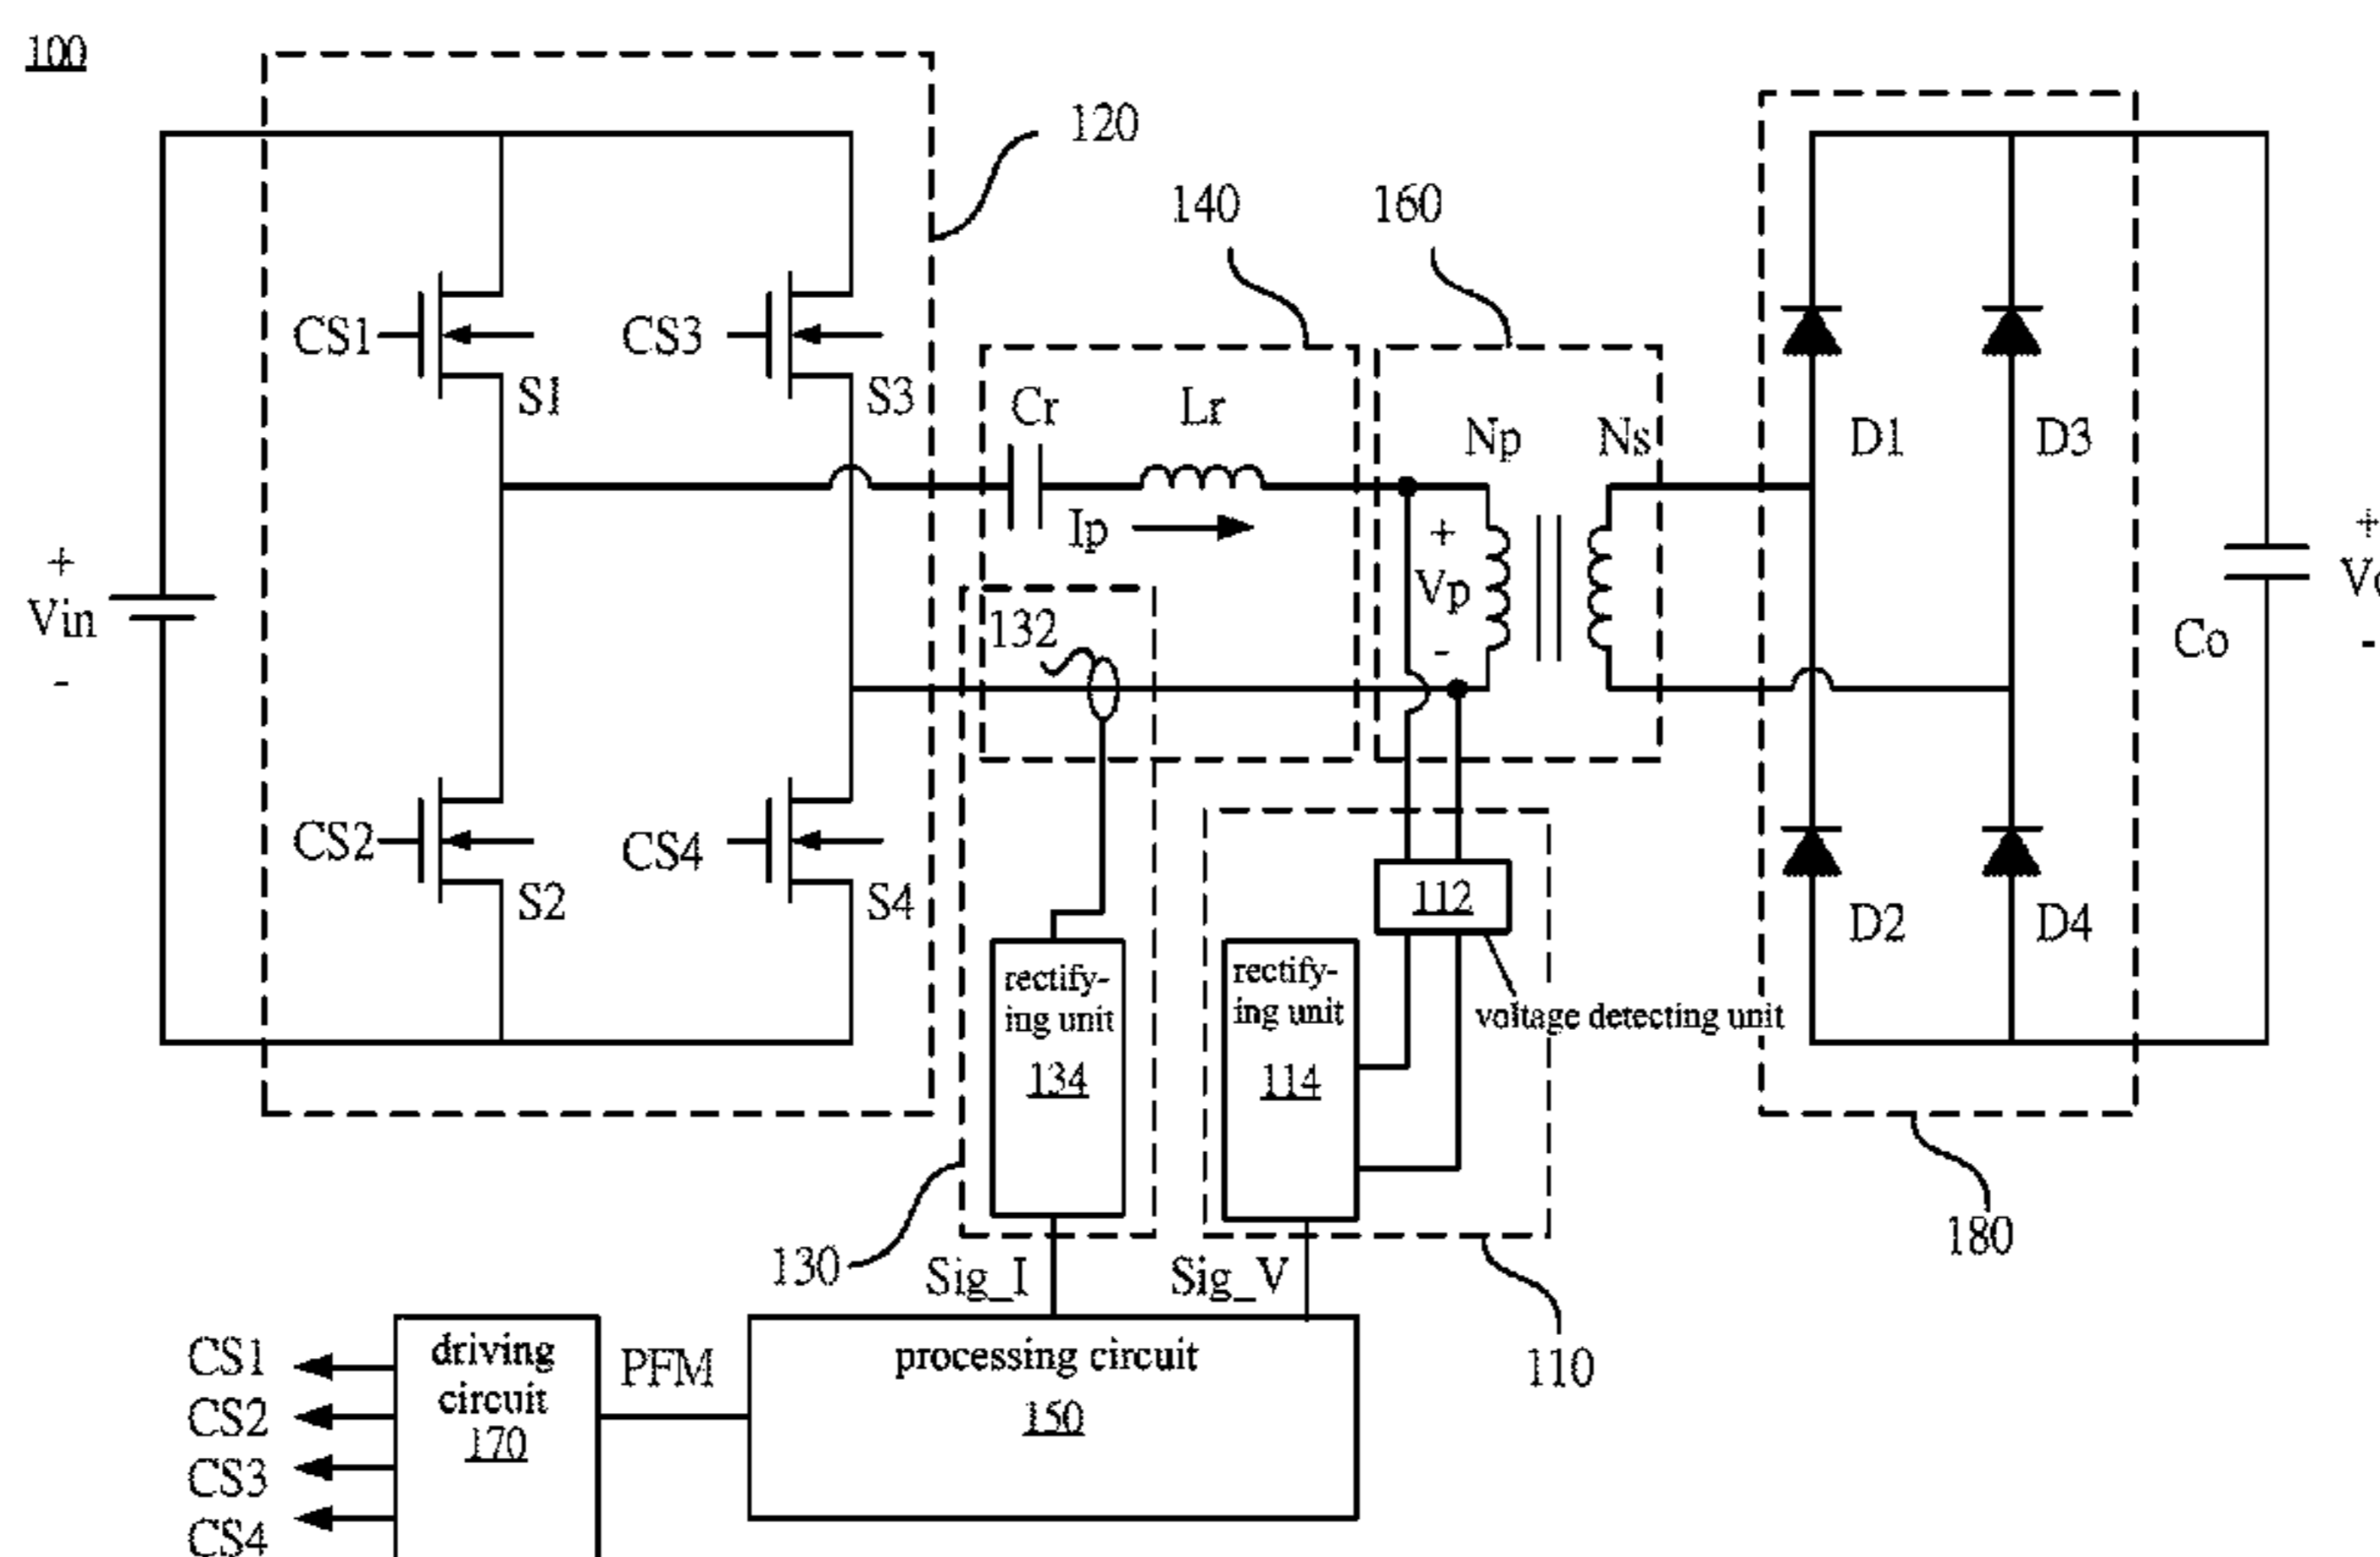 100
120
140
160
CS1
CS3
S1
S3
Cr
Lr
Np
Ns
D1
D3
Ip
+
Vp
-
+
Vin
-
+
-
Co
132
CS2
CS4
S2
S4
112
D2
D4
rectify-
ing unit
134
rectify-
ing unit
114
voltage detecting unit
130
Sig_I
Sig_V
180
110
CS1
CS2
CS3
CS4
driving
circuit
170
PFM
processing circuit
150